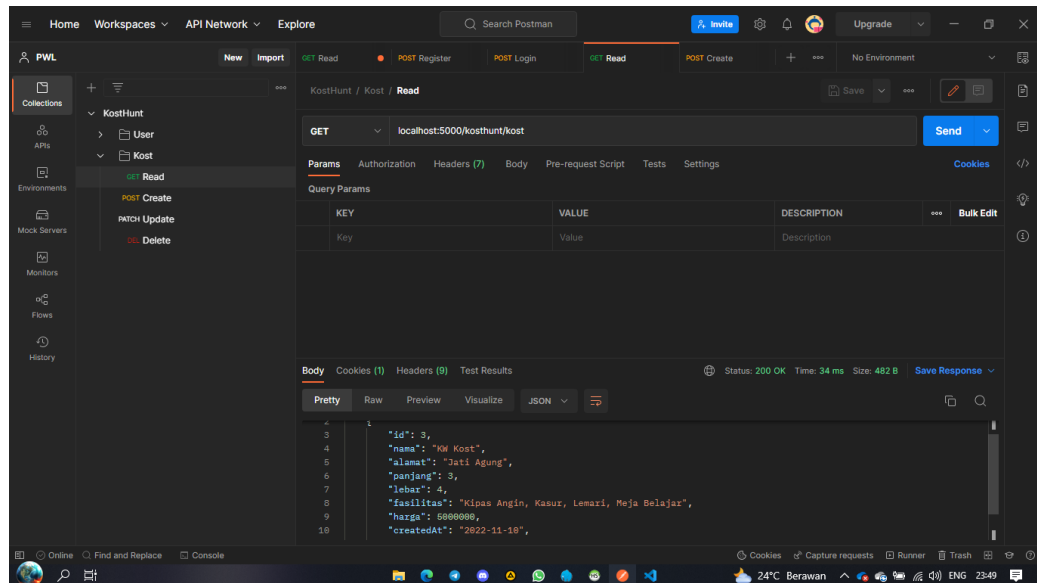 Home Workspaces API Network Explore Search Postman Invite Upgrade
PWL New Import GET Read POST Register POST Login GET Read POST Create No Environment
Collections
KostHunt / Kost / Read Save
KostHunt
User
GET localhost:5000/kosthunt/kost Send
APIs
Kost
Params Authorization Headers (7) Body Pre-request Script Tests Settings Cookies
GET Read
Environments
Query Params
POST Create
KEY VALUE DESCRIPTION Bulk Edit
PATCH Update
Mock Servers
Key Value Description
DEL Delete
Monitors
Flows
History
Body Cookies (1) Headers (9) Test Results Status: 200 OK Time: 34 ms Size: 482 B Save Response
Pretty Raw Preview Visualize JSON
2 {
3 "id": 3,
4 "nama": "KW Kost",
5 "alamat": "Jati Agung",
6 "panjang": 3,
7 "lebar": 4,
8 "fasilitas": "Kipas Angin, Kasur, Lemari, Meja Belajar",
9 "harga": 5000000,
10 "createdAt": "2022-11-10",
Online Find and Replace Console Cookies Capture requests Runner Trash
24°C Berawan ENG 23:49